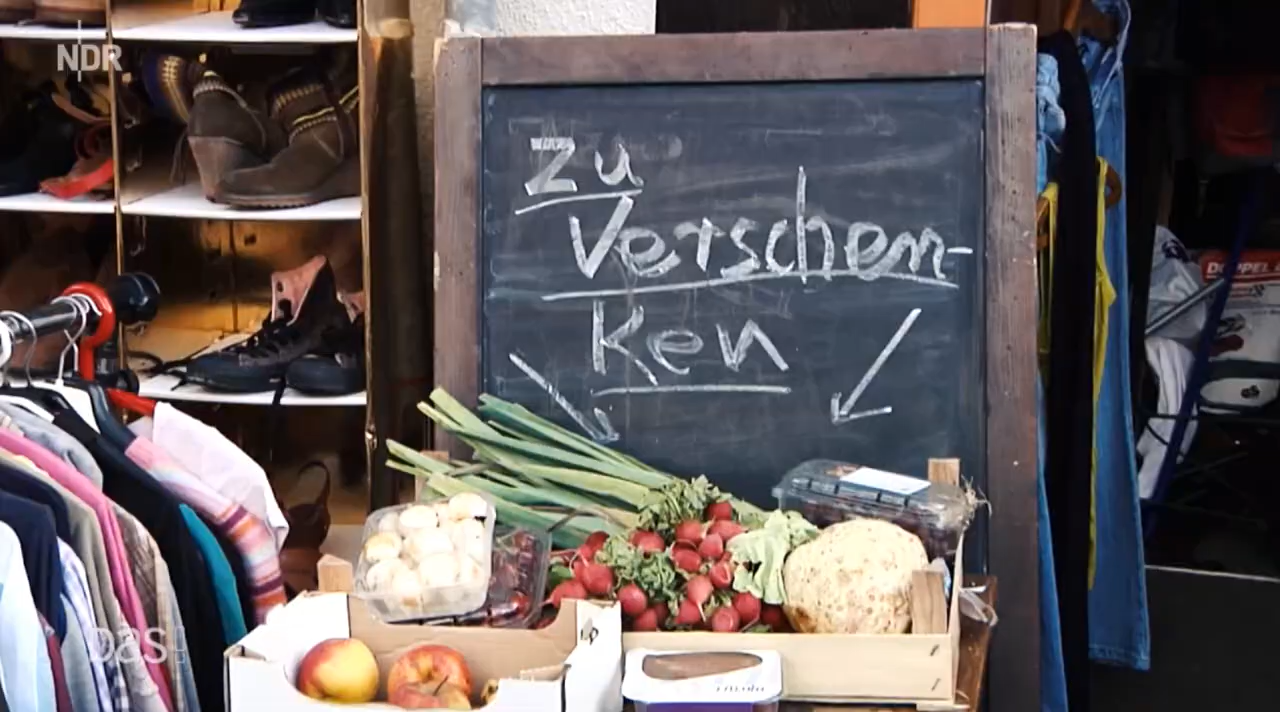 NDR
Zu
Verschen-
Ken
DOPPEL
DAS!